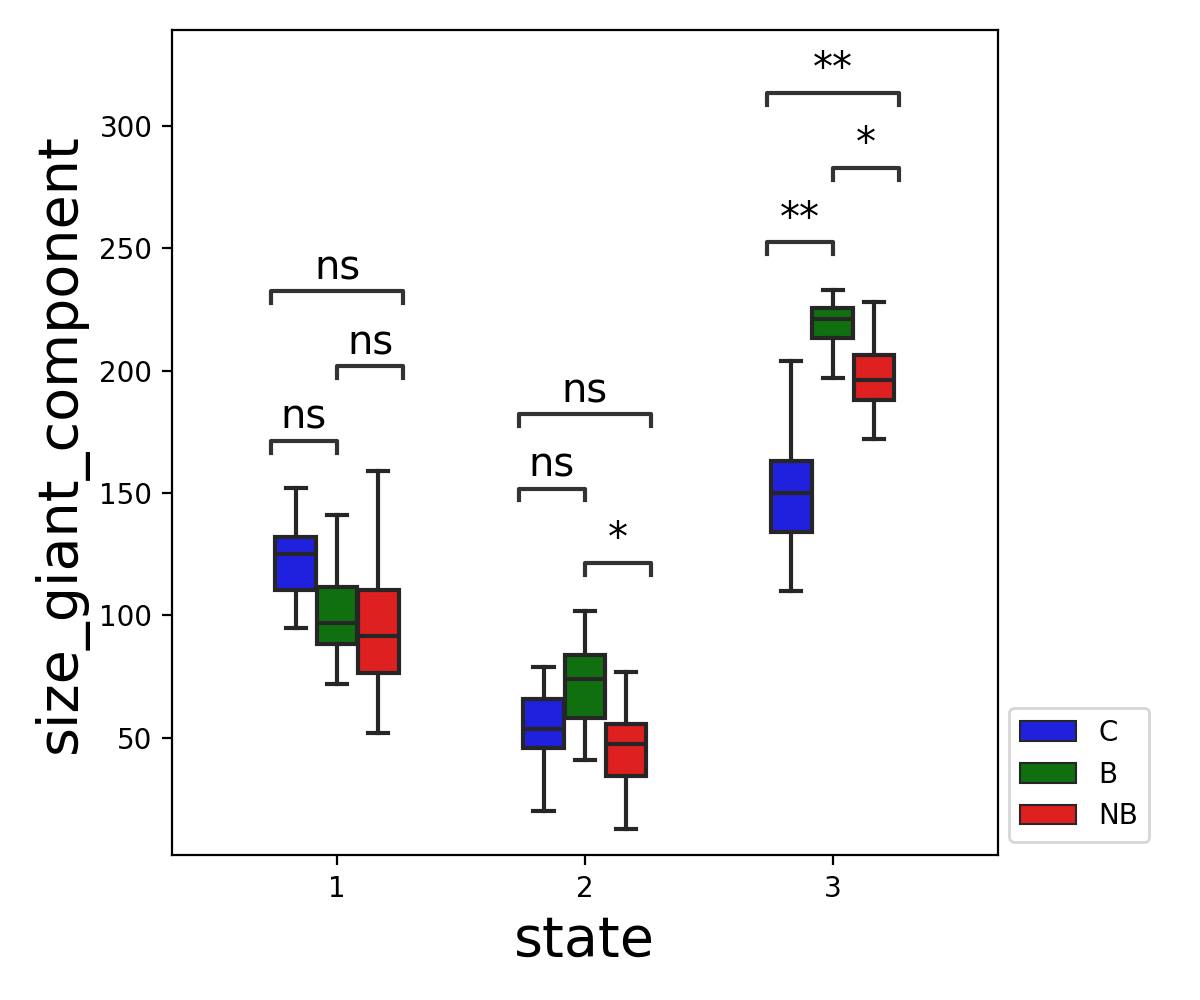 **
300
*
250
**
ns
200
ns
ns
ns
150
ns
*
100
50
size_giant_component
C
B
NB
1
2
3
state